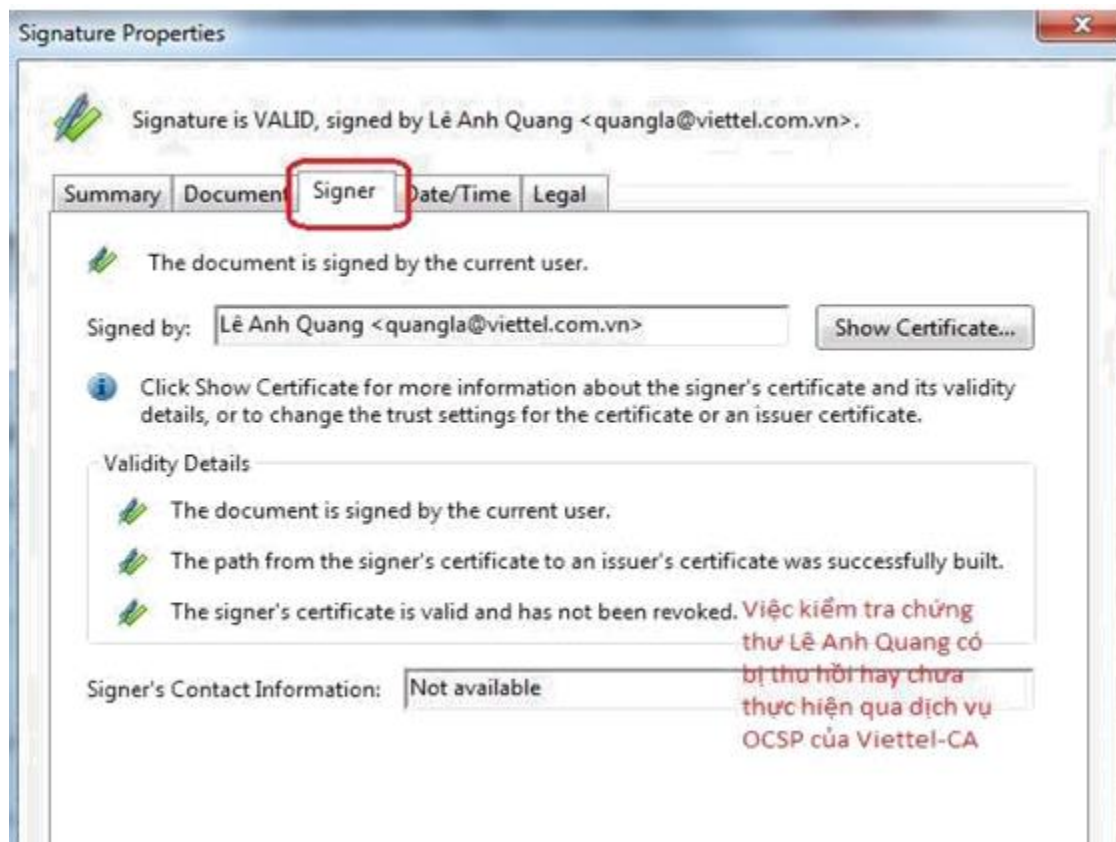 Signature Properties
Signature is VALID, signed by Lê Anh Quang <quangla@viettel.com.vn>.
Summary Document Signer Date/Time Legal
The document is signed by the current user.
Signed by: Lê Anh Quang <quangla@viettel.com.vn> Show Certificate...
Click Show Certificate for more information about the signer's certificate and its validity
details, or to change the trust settings for the certificate or an issuer certificate.
Validity Details
The document is signed by the current user.
The path from the signer's certificate to an issuer's certificate was successfully built.
The signer's certificate is valid and has not been revoked.
Việc kiểm tra chứng
thư Lê Anh Quang có
bị thu hồi hay chưa
thực hiện qua dịch vụ
OCSP của Viettel-CA
Signer's Contact Information: Not available